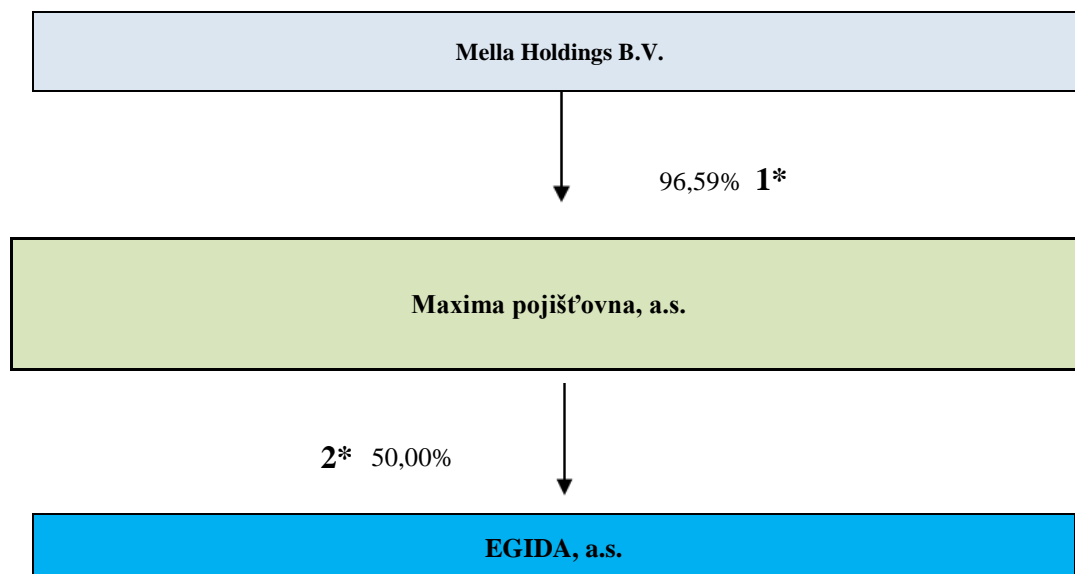 Mella Holdings B.V.
96,59% 1*
Maxima pojišťovna, a.s.
2* 50,00%
EGIDA, a.s.